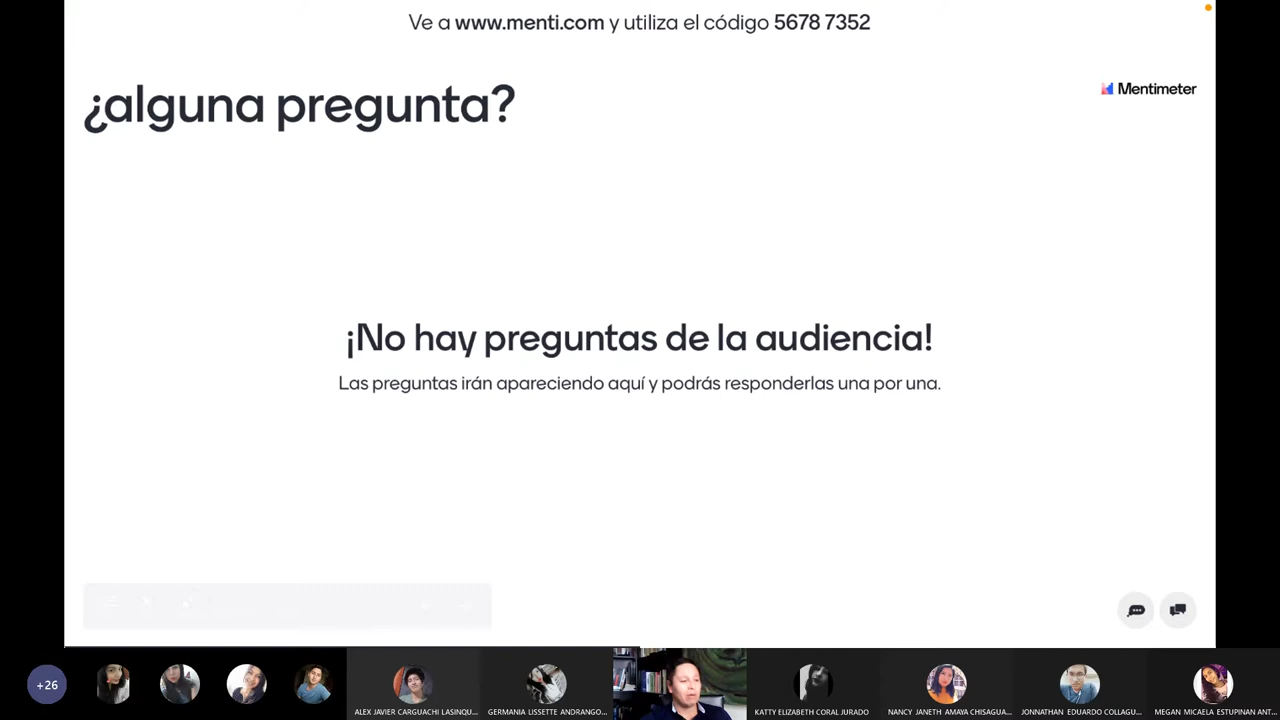 Ve a www.menti.com y utiliza el código 5678 7352
¿alguna pregunta?
Mentimeter
¡No hay preguntas de la audiencia!
Las preguntas irán apareciendo aquí y podrás responderlas una por una.
+26
ALEX JAVIER CARGUACHI LASINQU...
GERMANIA LISSETTE ANDRANGO...
KATTY ELIZABETH CORAL JURADO
NANCY JANETH AMAYA CHISAGUA...
JONNATHAN EDUARDO COLLAGU...
MEGAN MICAELA ESTUPINAN ANT...